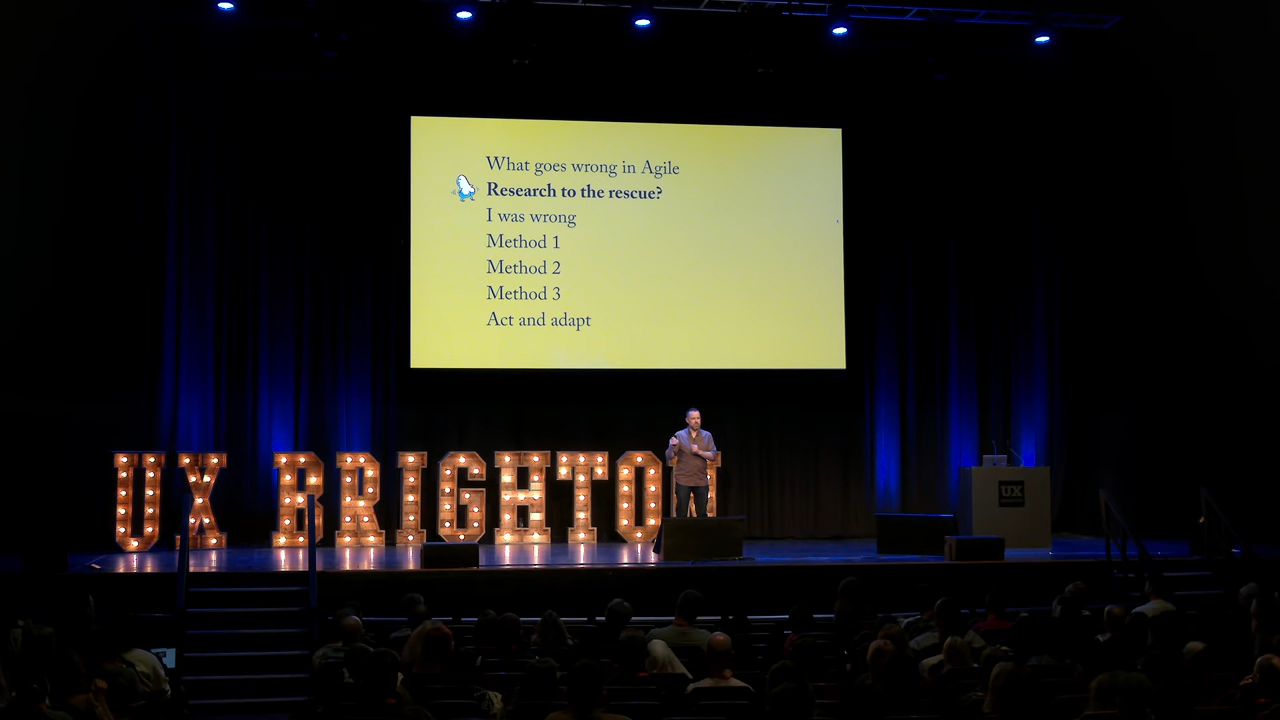 What goes wrong in Agile
Research to the rescue?
I was wrong
Method 1
Method 2
Method 3
Act and adapt
UX BRIGHTO
UX